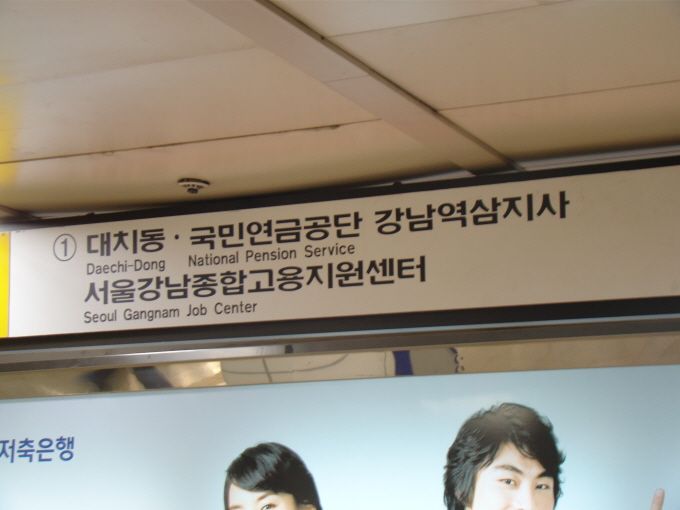 ① 대치동 · 국민연금공단 강남역삼지사
Daechi-Dong National Pension Service
서울강남종합고용지원센터
Seoul Gangnam Job Center
저축은행